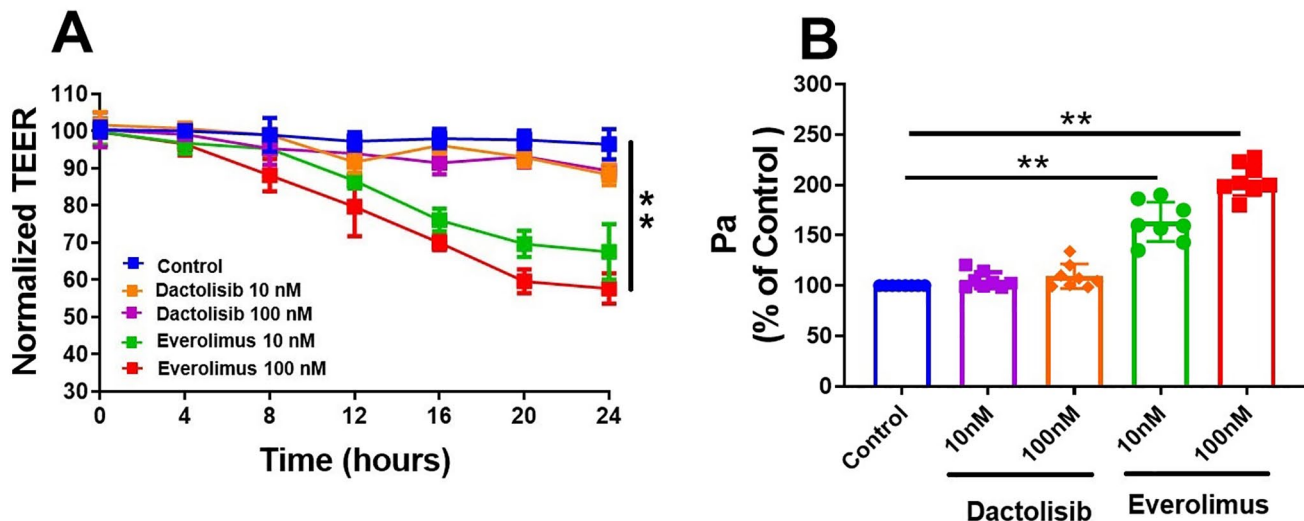 A
Normalized TEER
110
100
90
80
70
60
50
40
30
Control
Dactolisib 10 nM
Dactolisib 100 nM
Everolimus 10 nM
Everolimus 100 nM
**
0 4 8 12 16 20 24
Time (hours)
B
Pa
(% of Control)
300
250
200
150
100
50
0
**
**
Control 10nM 100nM 10nM 100nM
Dactolisib Everolimus